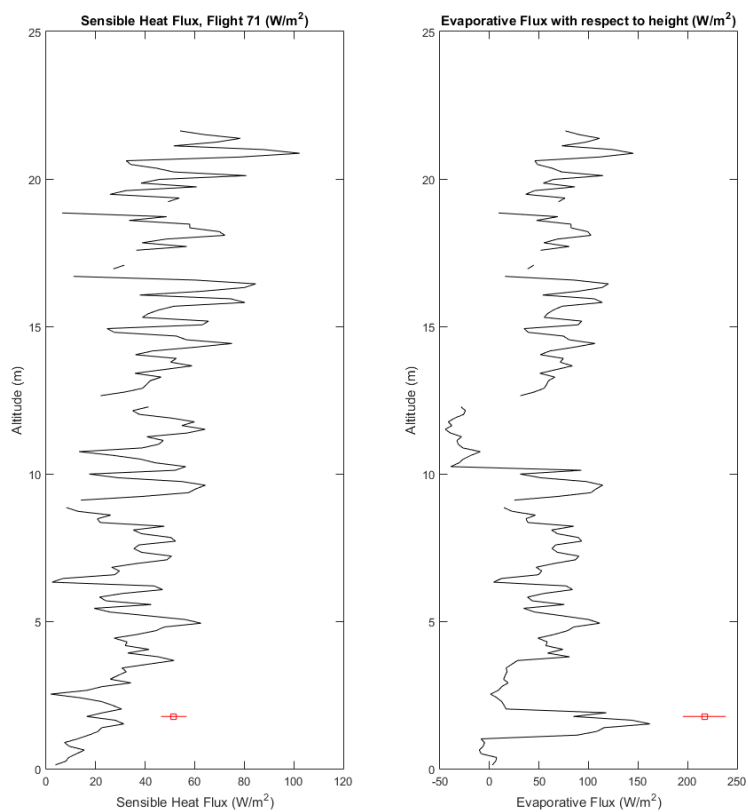 Sensible Heat Flux, Flight 71 (W/m²)
25
20
15
10
5
0
Altitude (m)
0 20 40 60 80 100 120
Sensible Heat Flux (W/m²)
Evaporative Flux with respect to height (W/m²)
25
20
15
10
5
0
Altitude (m)
-50 0 50 100 150 200 250
Evaporative Flux (W/m²)